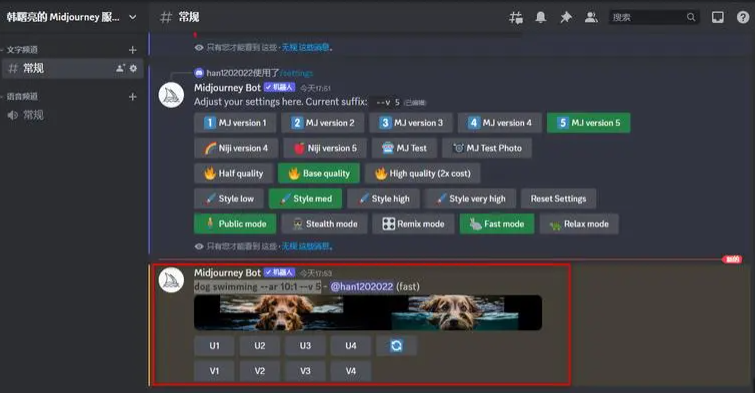 韩曙亮的 Midjourney 服...
# 常规
搜索
文字频道
只有您才能看到 这些 · 无视 这些消息。
# 常规
han1202022使用了 /settings
语音频道
Midjourney Bot ✓机器人 今天17:51
常规
Adjust your settings here. Current suffix: --v 5 (已编辑)
1 MJ version 1 2 MJ version 2 3 MJ version 3 4 MJ version 4 5 MJ version 5
Niji version 4 Niji version 5 MJ Test MJ Test Photo
Half quality Base quality High quality (2x cost)
Style low Style med Style high Style very high Reset Settings
Public mode Stealth mode Remix mode Fast mode Relax mode
只有您才能看到 这些 · 无视 这些消息。
新的
Midjourney Bot ✓机器人 今天17:53
dog swimming --ar 10:1 --v 5 - @han1202022 (fast)
U1 U2 U3 U4
V1 V2 V3 V4